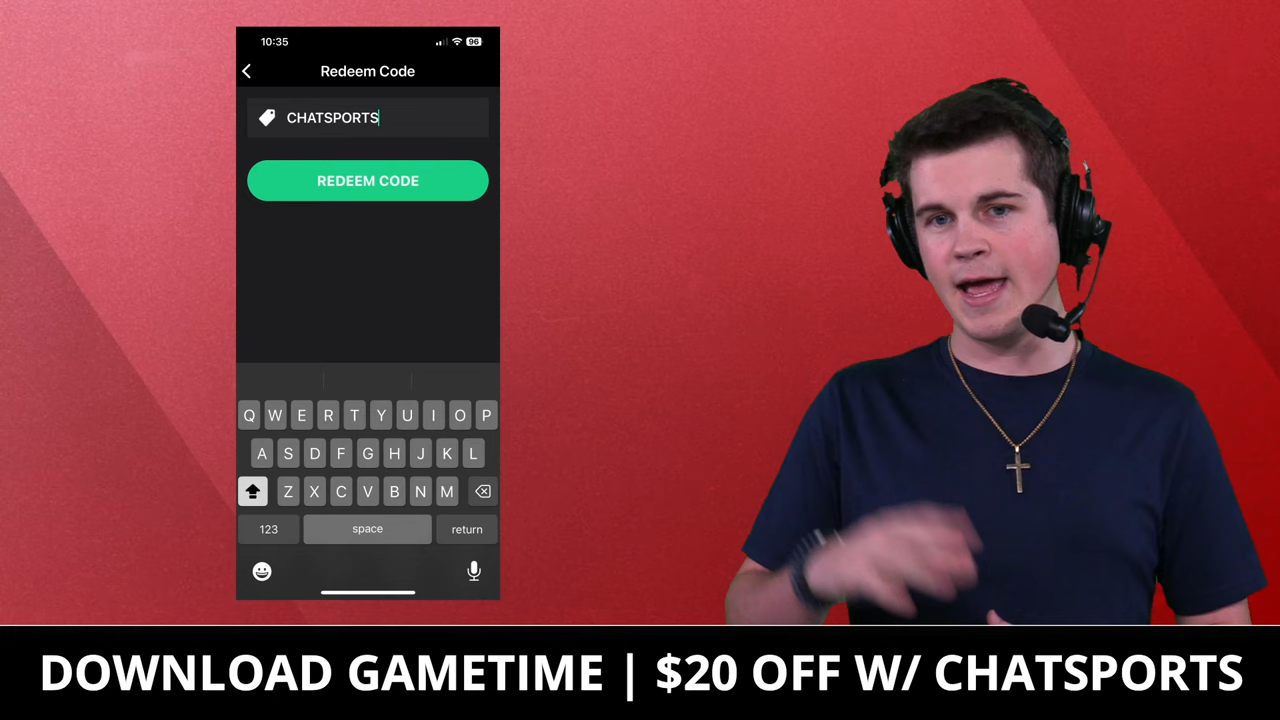 10:35
96
Redeem Code
CHATSPORTS
REDEEM CODE
Q W E R T Y U I O P
A S D F G H J K L
Z X C V B N M
123 space return
DOWNLOAD GAMETIME | $20 OFF W/ CHATSPORTS